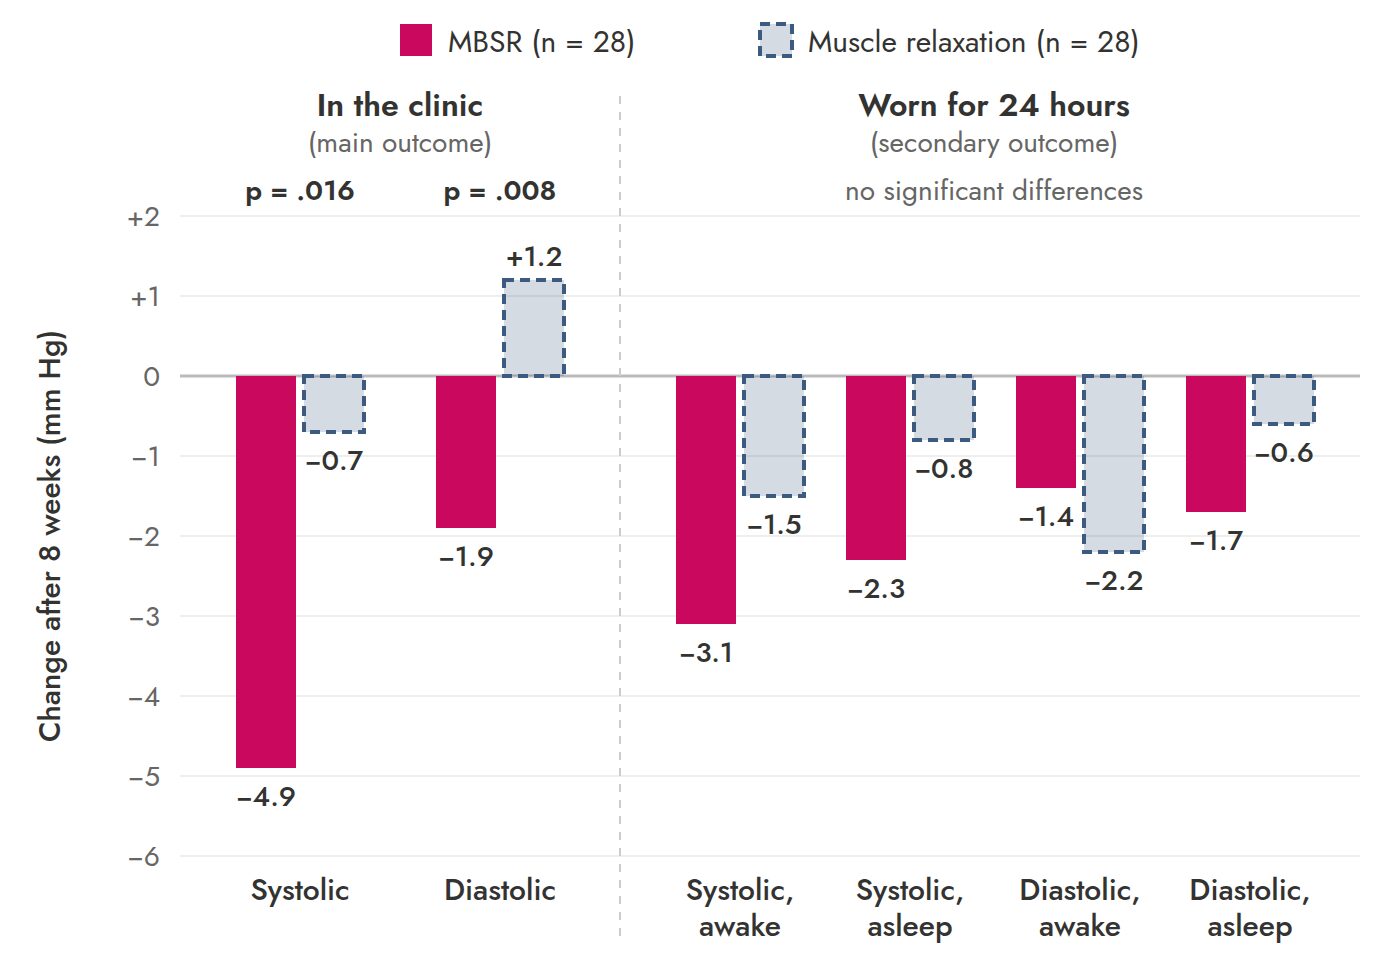 MBSR (n = 28)
Muscle relaxation (n = 28)
In the clinic
(main outcome)
p = .016
p = .008
Worn for 24 hours
(secondary outcome)
no significant differences
Change after 8 weeks (mm Hg)
+2
+1
0
−1
−2
−3
−4
−5
−6
−4.9
−0.7
−1.9
+1.2
−3.1
−1.5
−2.3
−0.8
−1.4
−2.2
−1.7
−0.6
Systolic
Diastolic
Systolic,
awake
Systolic,
asleep
Diastolic,
awake
Diastolic,
asleep